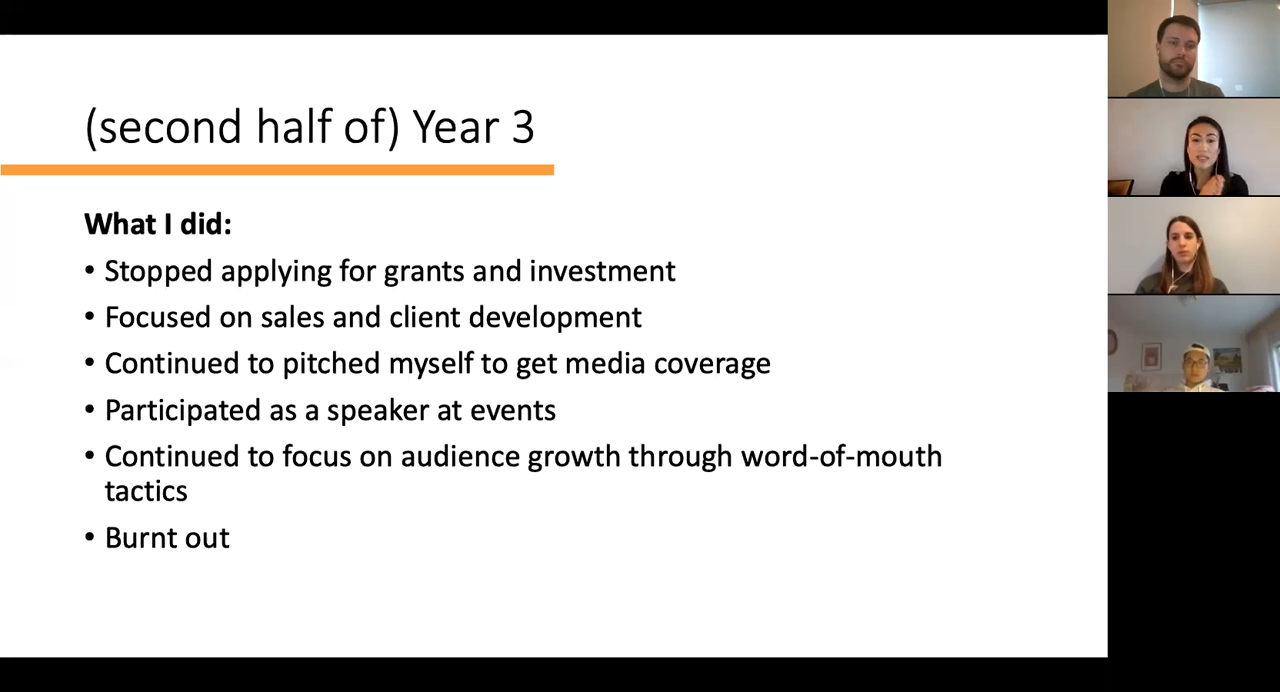 (second half of) Year 3
What I did:
• Stopped applying for grants and investment
• Focused on sales and client development
• Continued to pitched myself to get media coverage
• Participated as a speaker at events
• Continued to focus on audience growth through word-of-mouth
tactics
• Burnt out